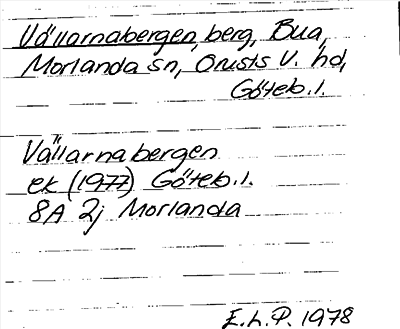 Vällarnabergen, berg, Bua,
Morlanda sn, Orusts V. hd,
Göteb. l.
Vällarnabergen
ek (1977) Göteb. l.
8A 2j Morlanda
E.L.P. 1978